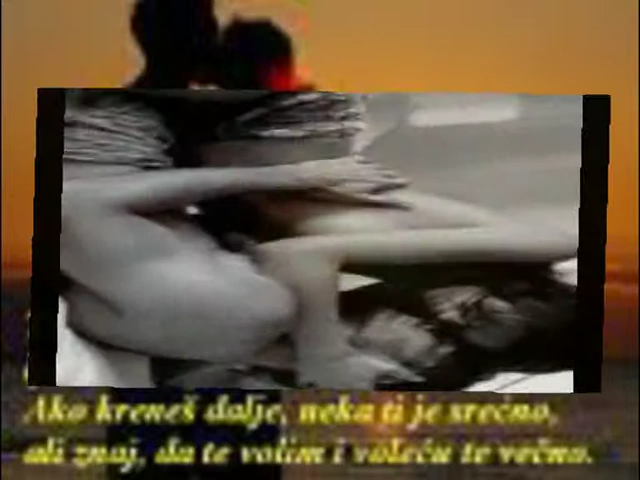 Ako kreneš dalje, neka ti je srećno,
ali znaj, da te volim i voleću te večno.